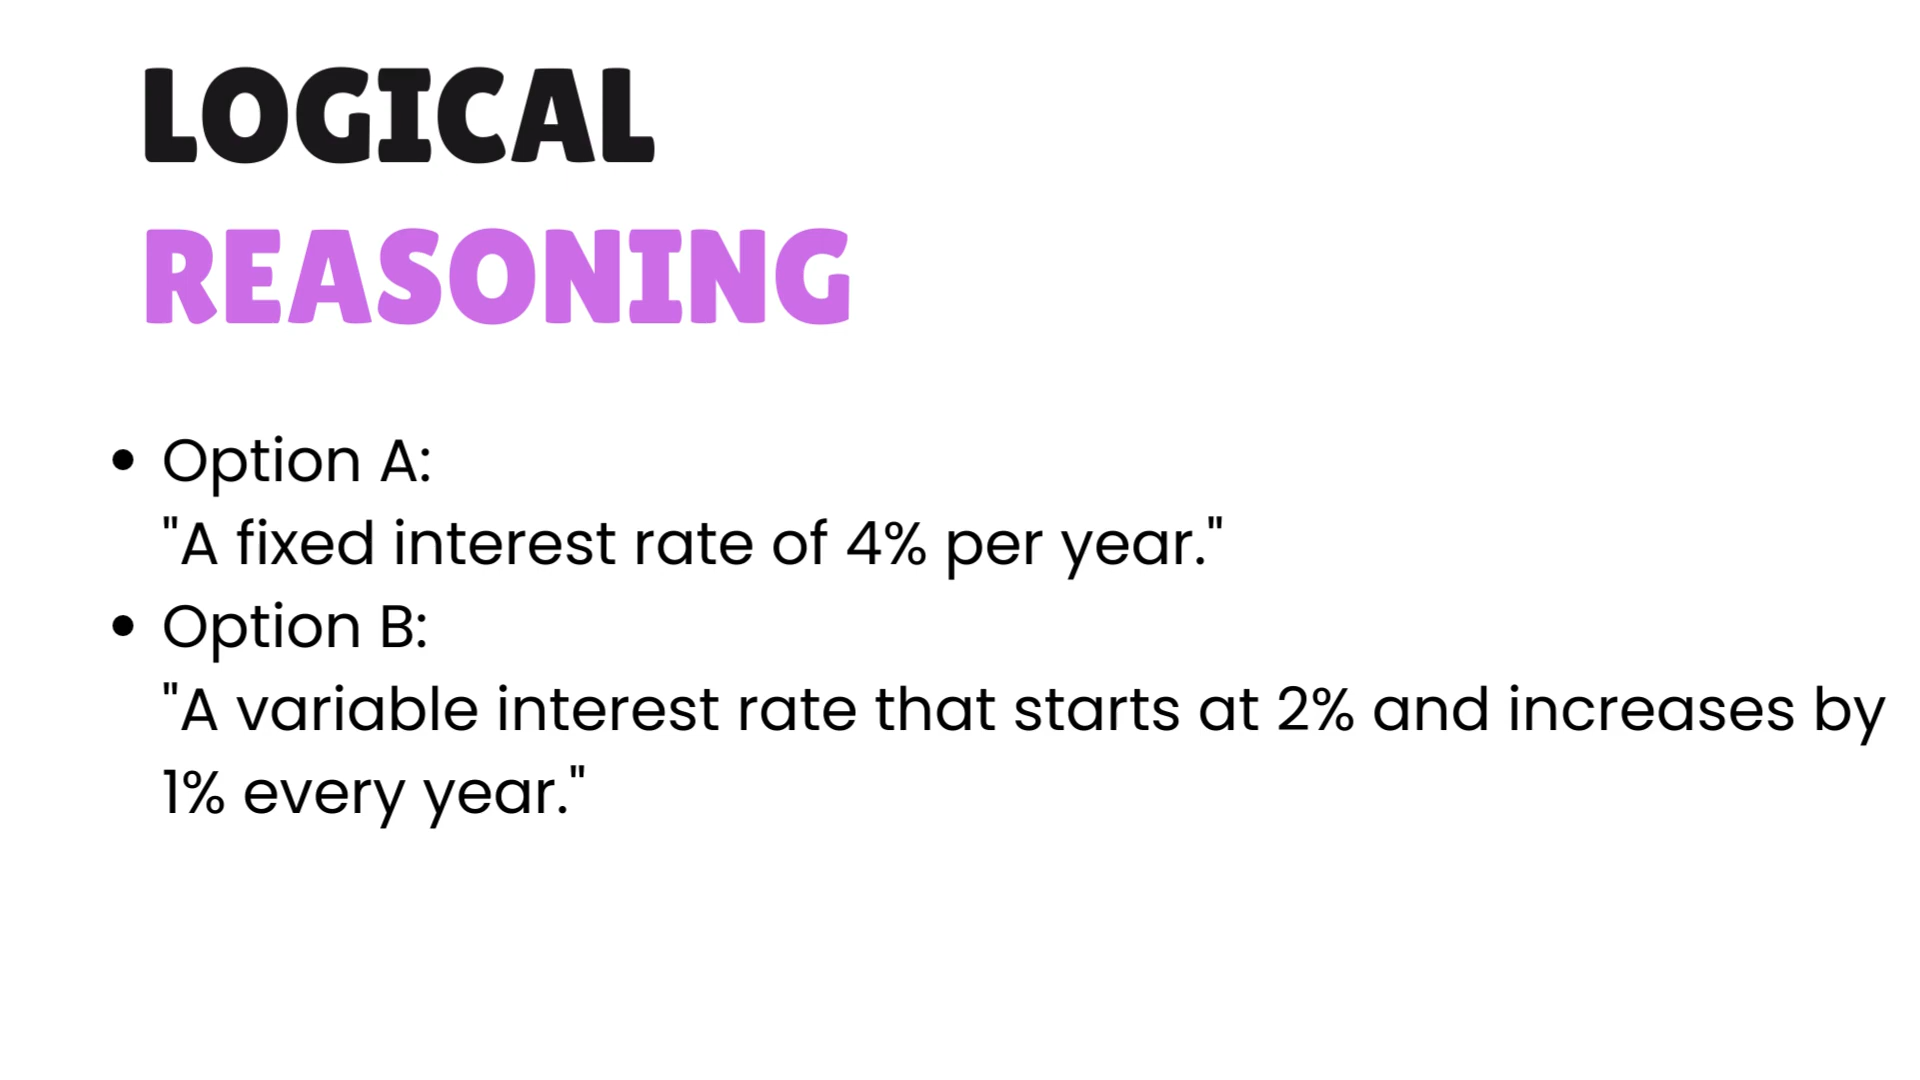 LOGICAL
REASONING
• Option A:
"A fixed interest rate of 4% per year."
• Option B:
"A variable interest rate that starts at 2% and increases by
1% every year."